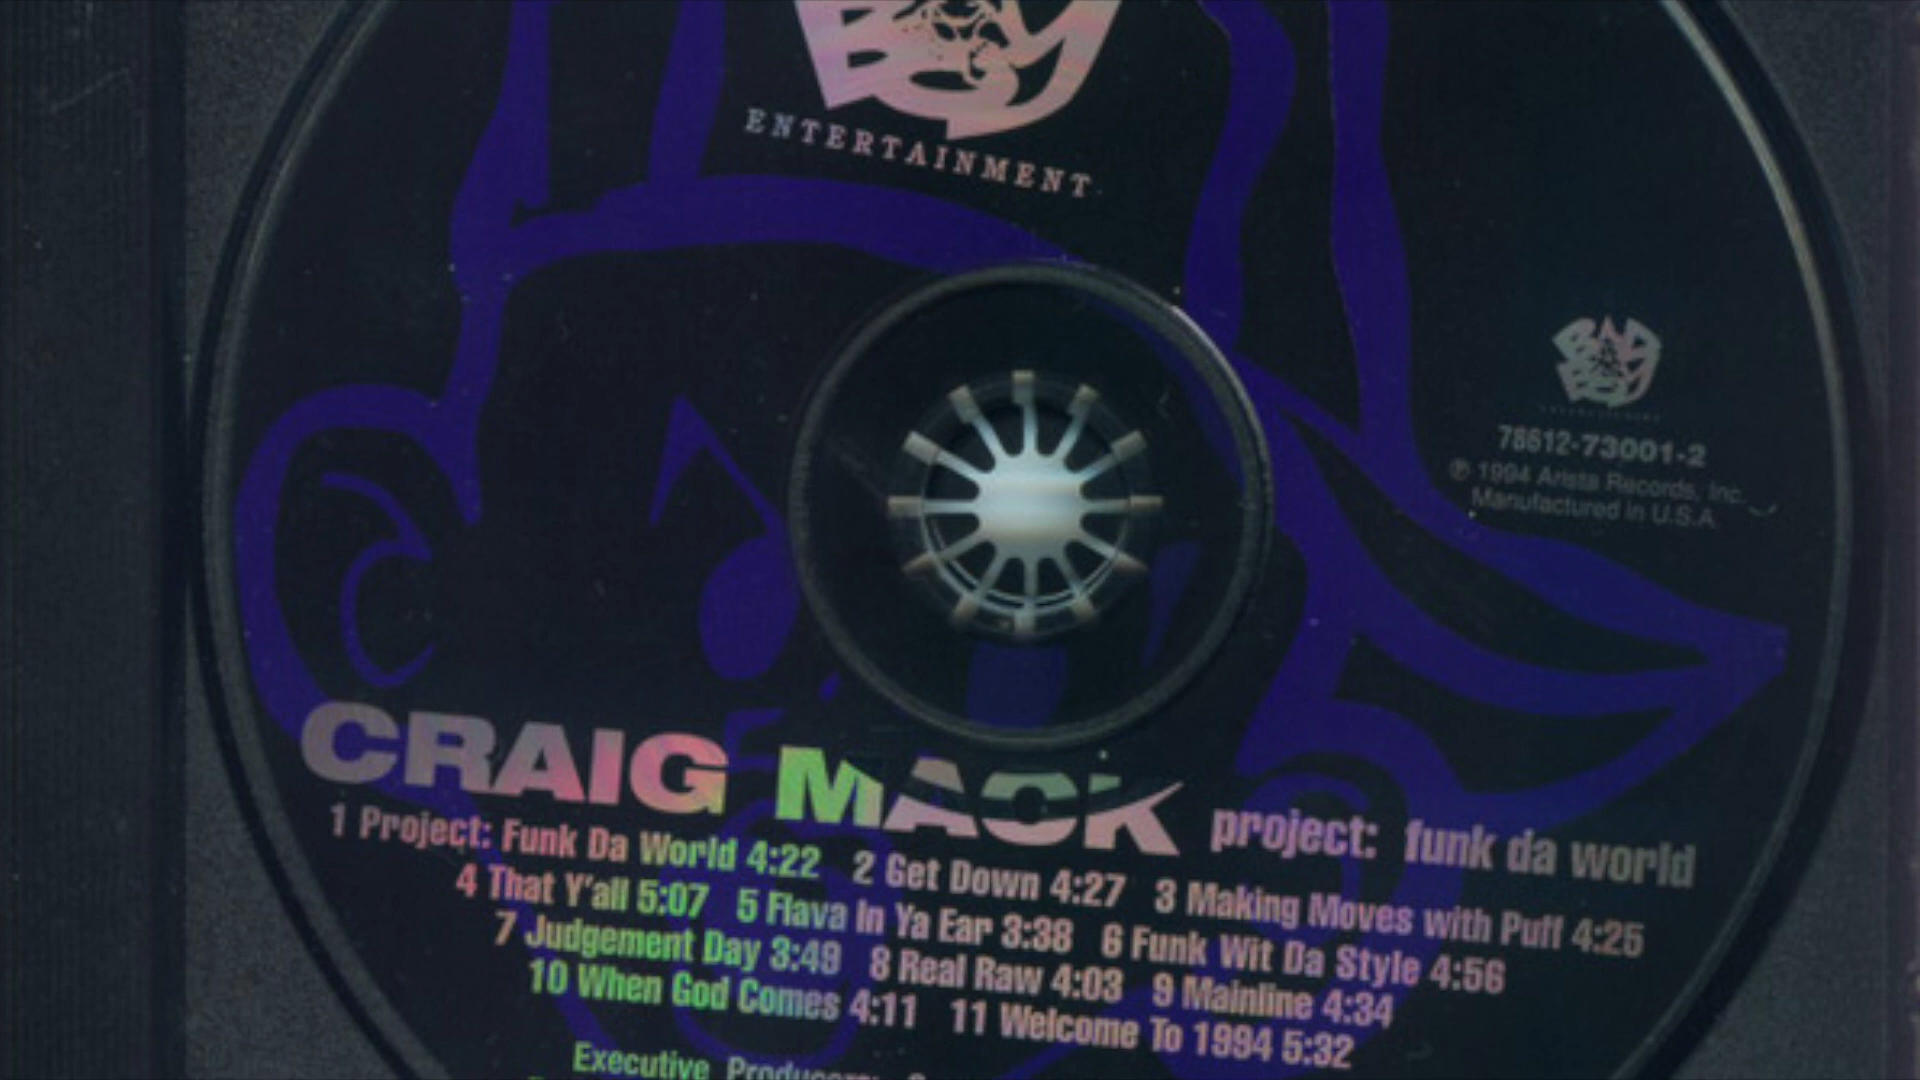 BOY
ENTERTAINMENT
BAD BOY
78612-73001-2
℗ 1994 Arista Records, Inc.
Manufactured in U.S.A.
CRAIG MACK project: funk da world
1 Project: Funk Da World 4:22 2 Get Down 4:27 3 Making Moves with Puff 4:25
4 That Y'all 5:07 5 Flava In Ya Ear 3:38 6 Funk Wit Da Style 4:56
7 Judgement Day 3:49 8 Real Raw 4:03 9 Mainline 4:34
10 When God Comes 4:11 11 Welcome To 1994 5:32
Executive Producers: